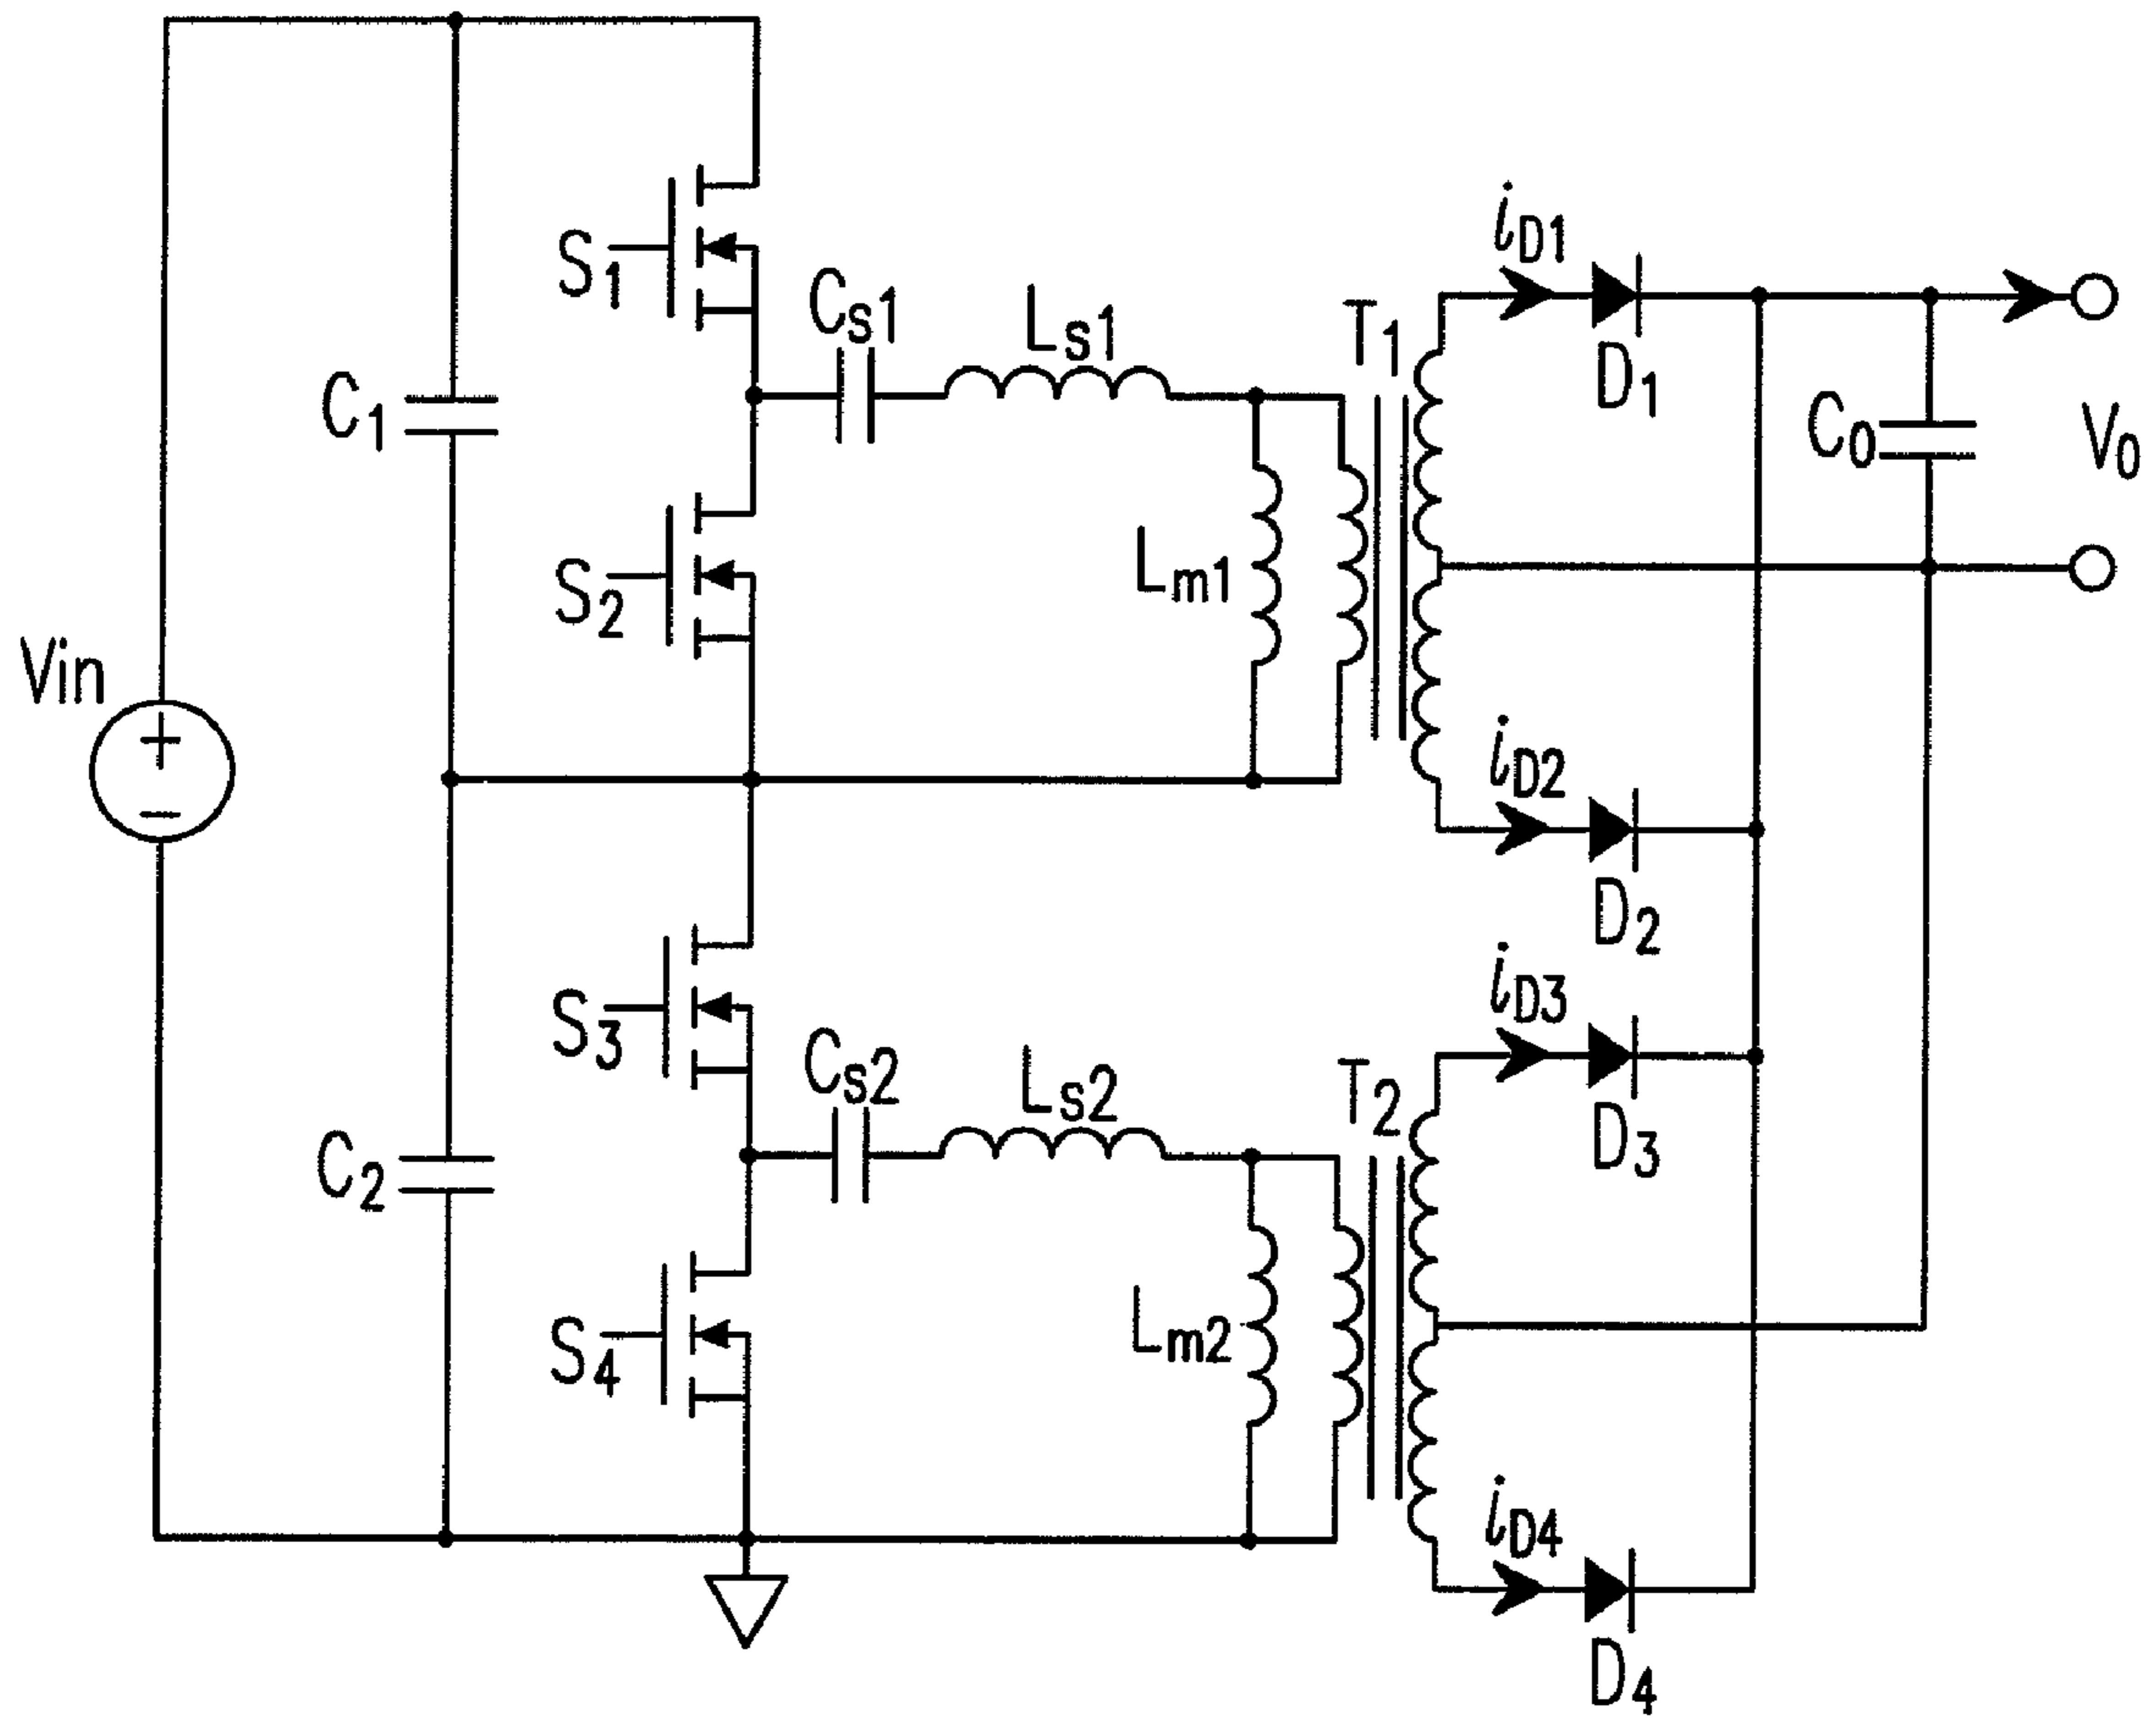 S1
Cs1
Ls1
T1
iD1
D1
C1
C0
V0
S2
Lm1
Vin
+
−
iD2
D2
S3
Cs2
Ls2
T2
iD3
D3
C2
S4
Lm2
iD4
D4